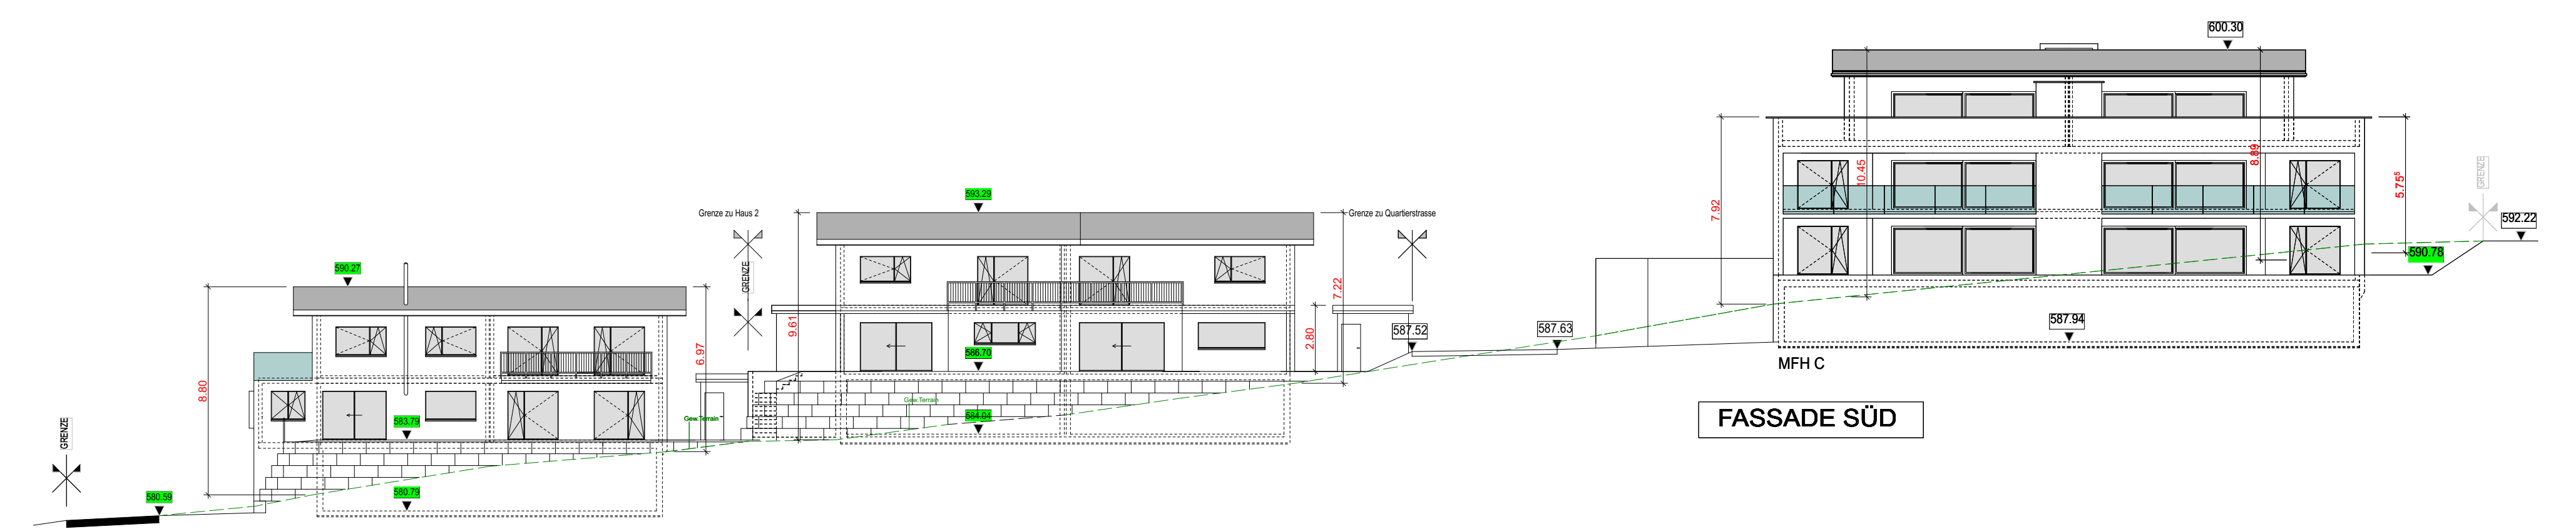 600.30
GRENZE
592.22
590.78
5.75⁵
8.89
10.45
7.92
587.94
MFH C
FASSADE SÜD
593.29
Grenze zu Haus 2
Grenze zu Quartierstrasse
GRENZE
9.61
7.22
2.80
587.52
587.63
586.70
Gew.Terrain
584.04
590.27
8.80
6.97
583.79
Gew.Terrain
GRENZE
580.59
580.79